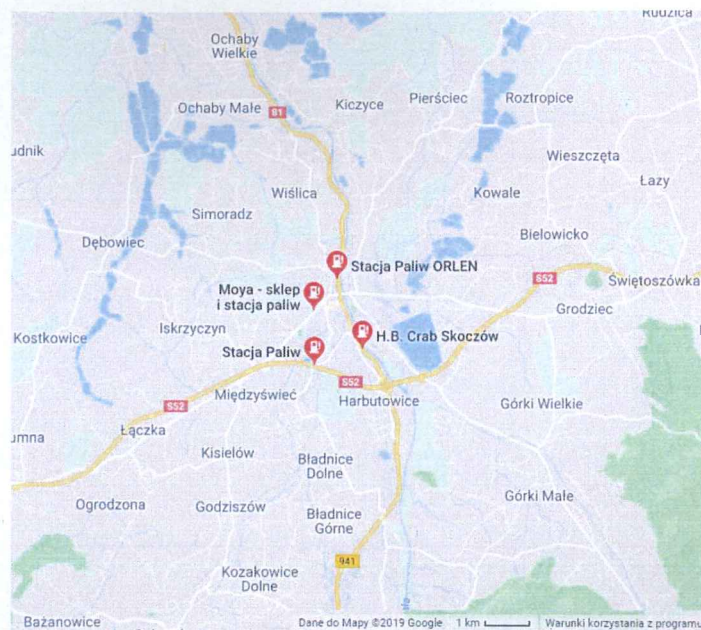 RUDZICA
Ochaby
Wielkie
Ochaby Małe
81
Kiczyce
Pierściec
Roztropice
udnik
Wieszczęta
Wiślica
Kowale
Łazy
Simoradz
Dębowiec
Bielowicko
Stacja Paliw ORLEN
S52
Świętoszówka
Moya - sklep
i stacja paliw
Grodziec
Kostkowice
Iskrzyczyn
H.B. Crab Skoczów
Stacja Paliw
S52
Międzyświeć
Harbutowice
S52
Górki Wielkie
Łączka
umna
Kisielów
Bładnice
Dolne
Ogrodzona
Godziszów
Górki Małe
Bładnice
Górne
941
Kozakowice
Dolne
Bażanowice
Dane do Mapy ©2019 Google
1 km
Warunki korzystania z programu